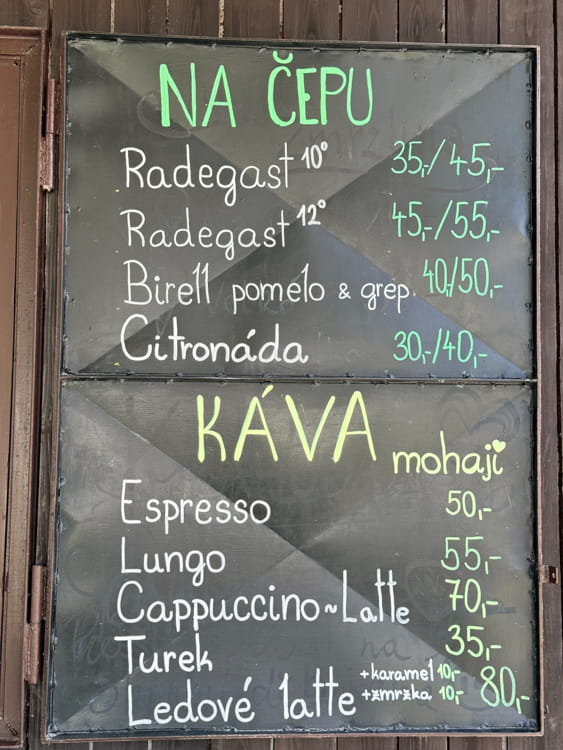 NA ČEPU
Radegast 10° 35,-/45,-
Radegast 12° 45,-/55,-
Birell pomelo & grep. 40/50,-
Citronáda 30,-/40,-
KÁVA mohaji
Espresso 50,-
Lungo 55,-
Cappuccino~Latte 70,-
Turek 35,-
Ledové latte +karamel 10,- 80,-
+zmrzka 10,-